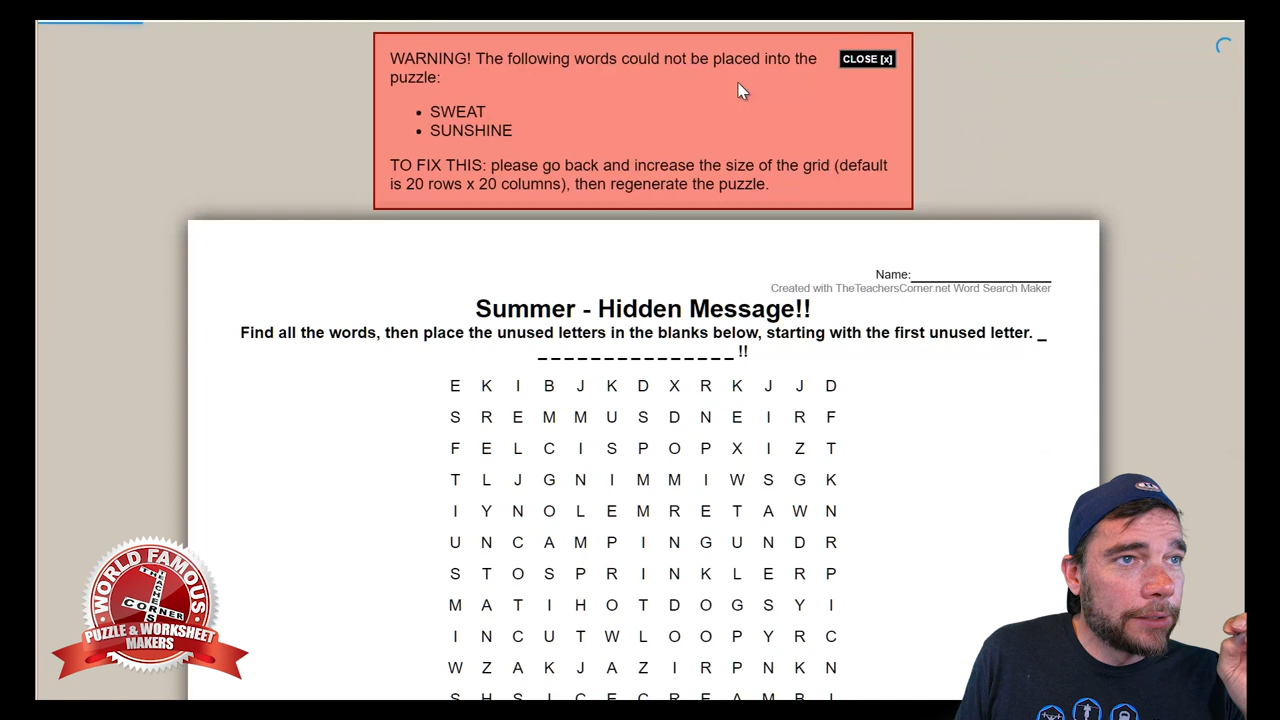 WARNING! The following words could not be placed into the
puzzle:
CLOSE [x]
• SWEAT
• SUNSHINE
TO FIX THIS: please go back and increase the size of the grid (default
is 20 rows x 20 columns), then regenerate the puzzle.
Name:
Created with TheTeachersCorner.net Word Search Maker
Summer - Hidden Message!!
Find all the words, then place the unused letters in the blanks below, starting with the first unused letter. _
_ _ _ _ _ _ _ _ _ _ _ _ _ _ _ !!
E K I B J K D X R K J J D
S R E M M U S D N E I R F
F E L C I S P O P X I Z T
T L J G N I M M I W S G K
I Y N O L E M R E T A W N
U N C A M P I N G U N D R
S T O S P R I N K L E R P
M A T I H O T D O G S Y I
I N C U T W L O O P Y R C
W Z A K J A Z I R P N K N
S H S I C E C R E A M B I
WORLD FAMOUS
THE
TEACHERS
CORNER
PUZZLE & WORKSHEET
MAKERS